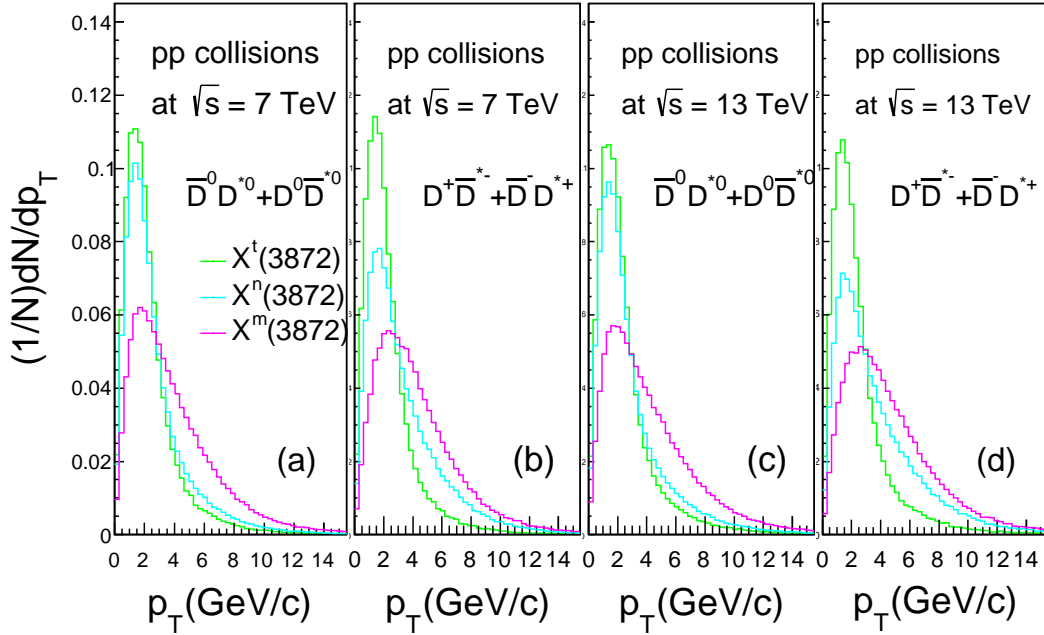 (1/N)dN/dp_T
0.14
0.12
0.1
0.08
0.06
0.04
0.02
0
pp collisions
at √s = 7 TeV
D̅⁰D*⁰+D⁰D̅*⁰
X^t(3872)
X^n(3872)
X^m(3872)
(a)
0 2 4 6 8 10 12 14
p_T(GeV/c)
pp collisions
at √s = 7 TeV
D⁺D̅*⁻+D̅⁻D*⁺
(b)
0 2 4 6 8 10 12 14
p_T(GeV/c)
pp collisions
at √s = 13 TeV
D̅⁰D*⁰+D⁰D̅*⁰
(c)
0 2 4 6 8 10 12 14
p_T(GeV/c)
pp collisions
at √s = 13 TeV
D⁺D̅*⁻+D̅⁻D*⁺
(d)
0 2 4 6 8 10 12 14
p_T(GeV/c)